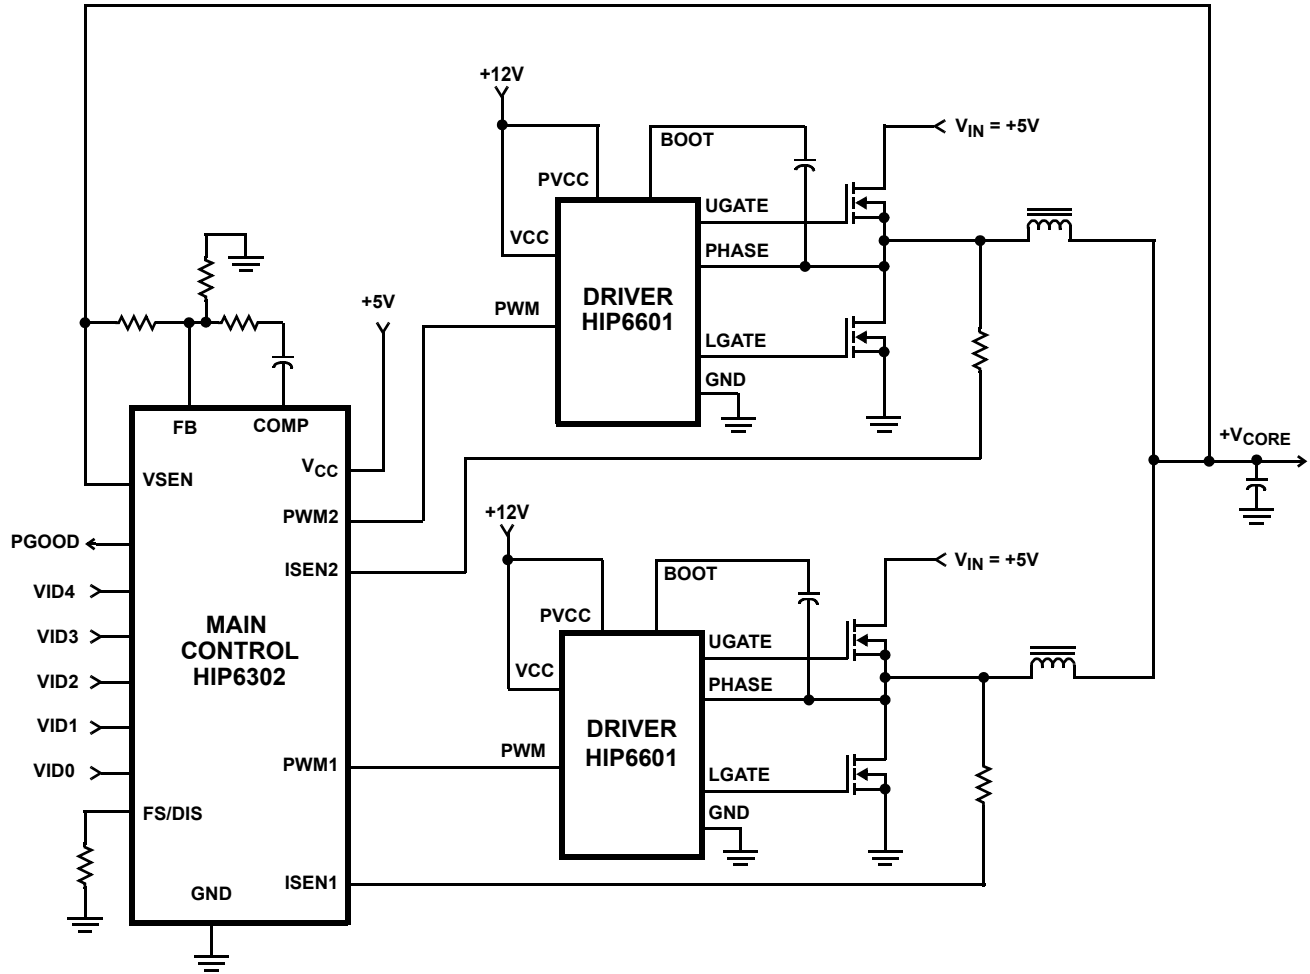 +12V
BOOT
V_IN = +5V
PVCC
UGATE
VCC
PHASE
DRIVER
HIP6601
+5V
PWM
LGATE
GND
FB
COMP
+V_CORE
V_CC
VSEN
PWM2
+12V
PGOOD
ISEN2
BOOT
V_IN = +5V
VID4
PVCC
MAIN
CONTROL
HIP6302
VID3
UGATE
VCC
VID2
PHASE
VID1
DRIVER
HIP6601
PWM1
PWM
VID0
LGATE
FS/DIS
GND
ISEN1
GND